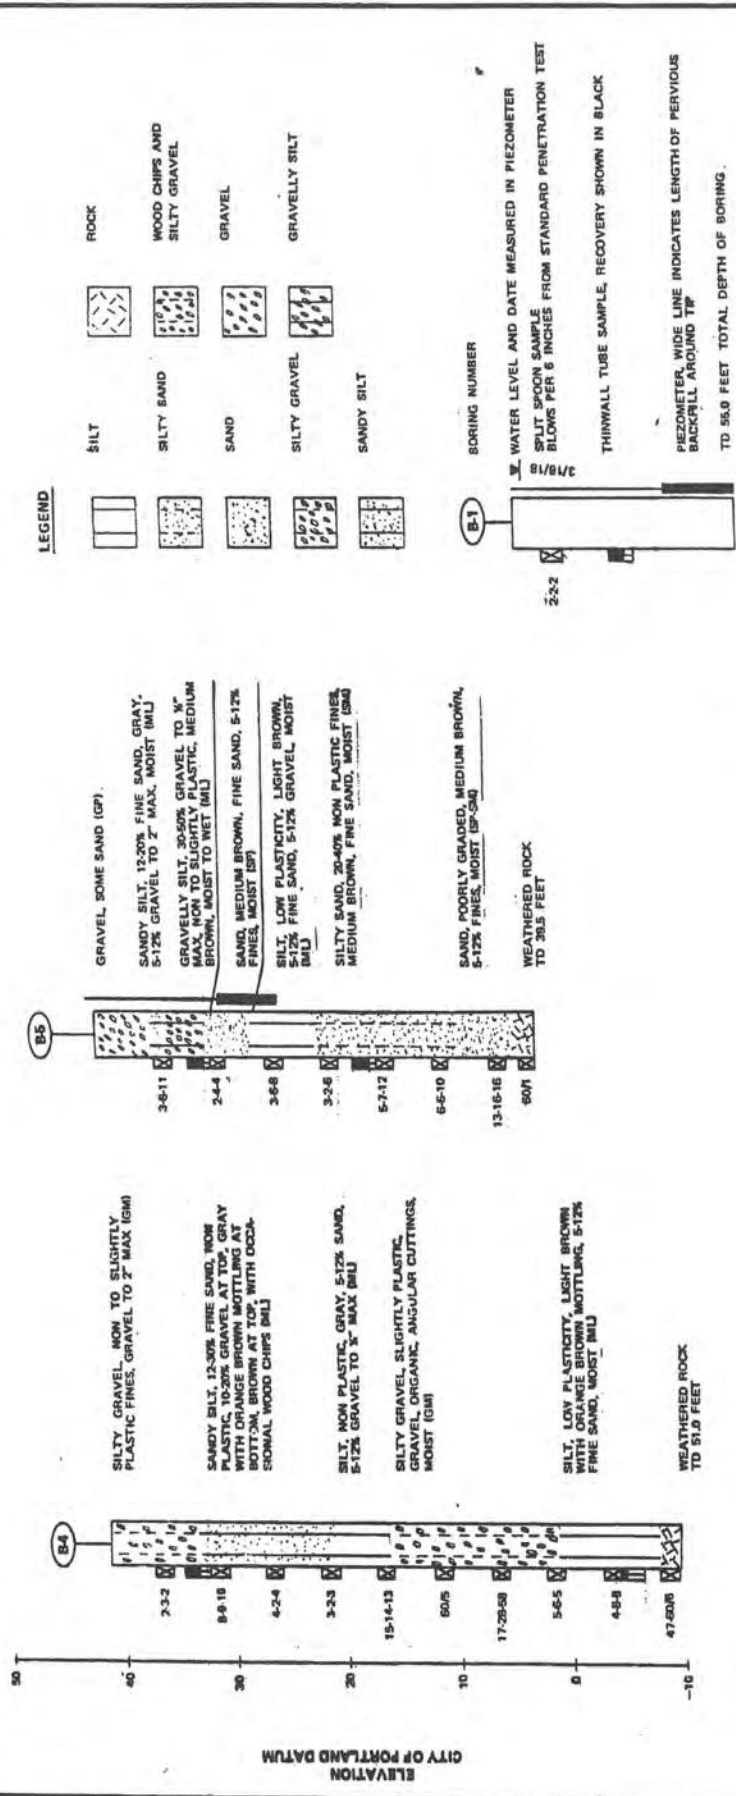 ELEVATION
CITY OF PORTLAND DATUM
50
40
30
20
10
0
-10
B-4
2-3-2
8-9-19
4-2-4
3-2-3
15-14-13
60/5
17-28-58
5-6-5
4-8-8
47-60/6
SILTY GRAVEL, NON TO SLIGHTLY
PLASTIC FINES, GRAVEL TO 2" MAX (GM)
SANDY SILT, 12-30% FINE SAND, NON
PLASTIC, 10-20% GRAVEL AT TOP, GRAY
WITH ORANGE BROWN MOTTLING AT
BOTTOM, BROWN AT TOP, WITH OCCA-
SIONAL WOOD CHIPS (ML)
SILT, NON PLASTIC, GRAY, 5-12% SAND,
5-12% GRAVEL TO MAX (ML)
SILTY GRAVEL, SLIGHTLY PLASTIC,
GRAVEL, ORGANIC, ANGULAR CUTTINGS,
MOIST (GM)
SILT, LOW PLASTICITY, LIGHT BROWN
WITH ORANGE BROWN MOTTLING, 5-12%
FINE SAND, MOIST (ML)
WEATHERED ROCK
TO 51.0 FEET
B-5
3-6-11
2-4-4
3-6-8
3-2-6
5-7-12
6-6-10
13-16-16
60/1
GRAVEL, SOME SAND (GP).
SANDY SILT, 12-20% FINE SAND, GRAY,
5-12% GRAVEL TO 2" MAX, MOIST (ML)
GRAVELLY SILT, 30-50% GRAVEL TO
MAX, NON TO SLIGHTLY PLASTIC, MEDIUM
BROWN, MOIST TO WET (ML)
SAND, MEDIUM BROWN, FINE SAND, 5-12%
FINES, MOIST (SP)
SILT, LOW PLASTICITY, LIGHT BROWN,
5-12% FINE SAND, 5-12% GRAVEL, MOIST
(ML)
SILTY SAND, 20-40% NON PLASTIC FINES,
MEDIUM BROWN, FINE SAND, MOIST (SM)
SAND, POORLY GRADED, MEDIUM BROWN,
5-12% FINES, MOIST (SP-SM)
WEATHERED ROCK
TO 39.5 FEET
LEGEND
SILT
SILTY SAND
SAND
SILTY GRAVEL
SANDY SILT
ROCK
WOOD CHIPS AND
SILTY GRAVEL
GRAVEL
GRAVELLY SILT
B-1
2-2-2
BORING NUMBER
WATER LEVEL AND DATE MEASURED IN PIEZOMETER
SPLIT SPOON SAMPLE
BLOWS PER 6 INCHES FROM STANDARD PENETRATION TEST
THINWALL TUBE SAMPLE, RECOVERY SHOWN IN BLACK
PIEZOMETER, WIDE LINE INDICATES LENGTH OF PERVIOUS
BACKFILL AROUND TIP
TO 55.0 FEET TOTAL DEPTH OF BORING.